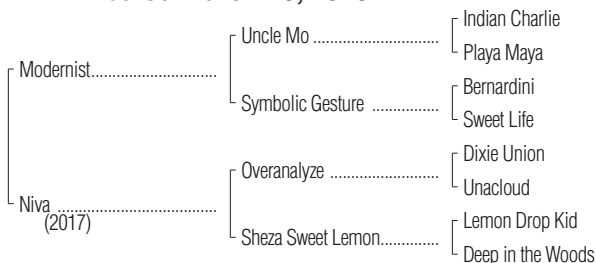 Indian Charlie
Uncle Mo
Playa Maya
Modernist
Bernardini
Symbolic Gesture
Sweet Life
Dixie Union
Overanalyze
Unacloud
Niva
(2017)
Lemon Drop Kid
Sheza Sweet Lemon
Deep in the Woods